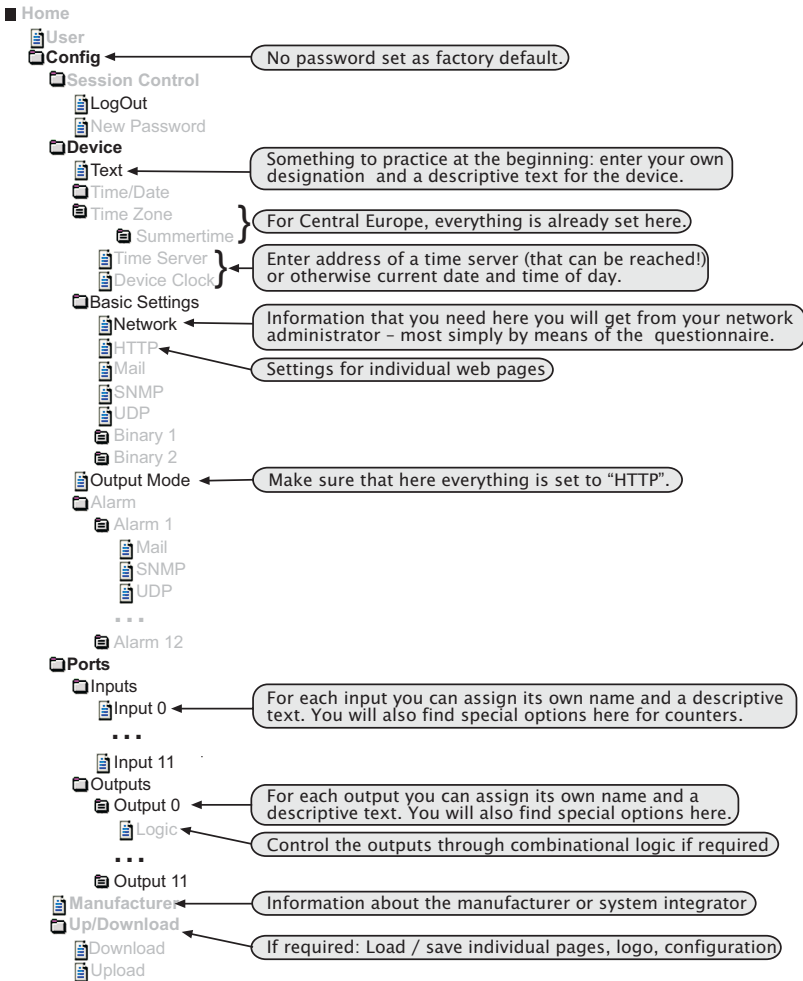 Home
User
Config
No password set as factory default.
Session Control
LogOut
New Password
Device
Text
Something to practice at the beginning: enter your own
designation and a descriptive text for the device.
Time/Date
Time Zone
Summertime
For Central Europe, everything is already set here.
Time Server
Device Clock
Enter address of a time server (that can be reached!)
or otherwise current date and time of day.
Basic Settings
Network
Information that you need here you will get from your network
administrator – most simply by means of the questionnaire.
HTTP
Settings for individual web pages
Mail
SNMP
UDP
Binary 1
Binary 2
Output Mode
Make sure that here everything is set to “HTTP”.
Alarm
Alarm 1
Mail
SNMP
UDP
...
Alarm 12
Ports
Inputs
Input 0
For each input you can assign its own name and a descriptive
text. You will also find special options here for counters.
...
Input 11
Outputs
Output 0
For each output you can assign its own name and a
descriptive text. You will also find special options here.
Logic
Control the outputs through combinational logic if required
...
Output 11
Manufacturer
Information about the manufacturer or system integrator
Up/Download
If required: Load / save individual pages, logo, configuration
Download
Upload